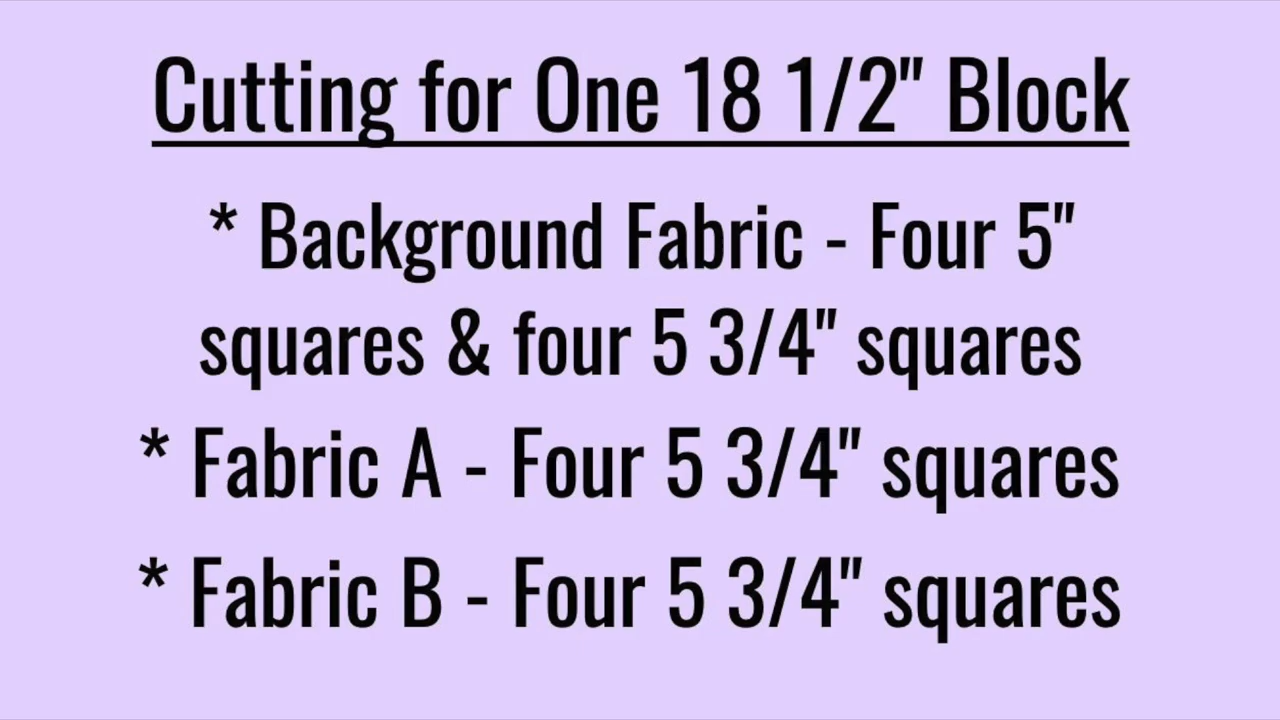 Cutting for One 18 1/2" Block
* Background Fabric - Four 5"
squares & four 5 3/4" squares
* Fabric A - Four 5 3/4" squares
* Fabric B - Four 5 3/4" squares